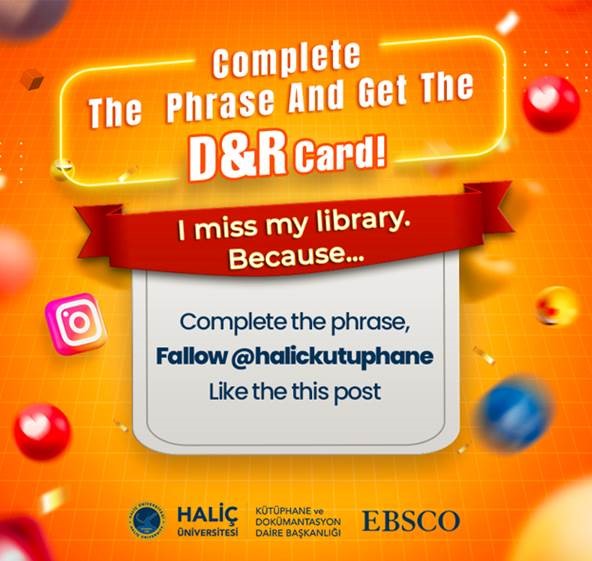 Complete
The Phrase And Get The
D&R Card!
I miss my library.
Because...
Complete the phrase,
Fallow @halickutuphane
Like the this post
HALİÇ
ÜNİVERSİTESİ
KÜTÜPHANE ve
DOKÜMANTASYON
DAİRE BAŞKANLIĞI
EBSCO